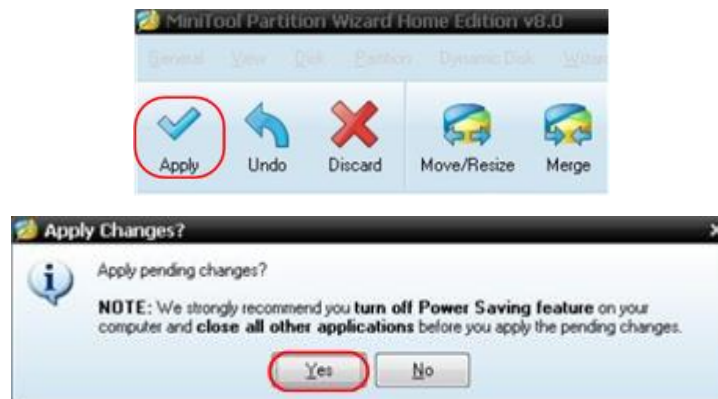 MiniTool Partition Wizard Home Edition v8.0
General View Disk Partition Dynamic Disk
Apply Undo Discard Move/Resize Merge
Apply Changes?
Apply pending changes?
NOTE: We strongly recommend you turn off Power Saving feature on your
computer and close all other applications before you apply the pending changes.
Yes No